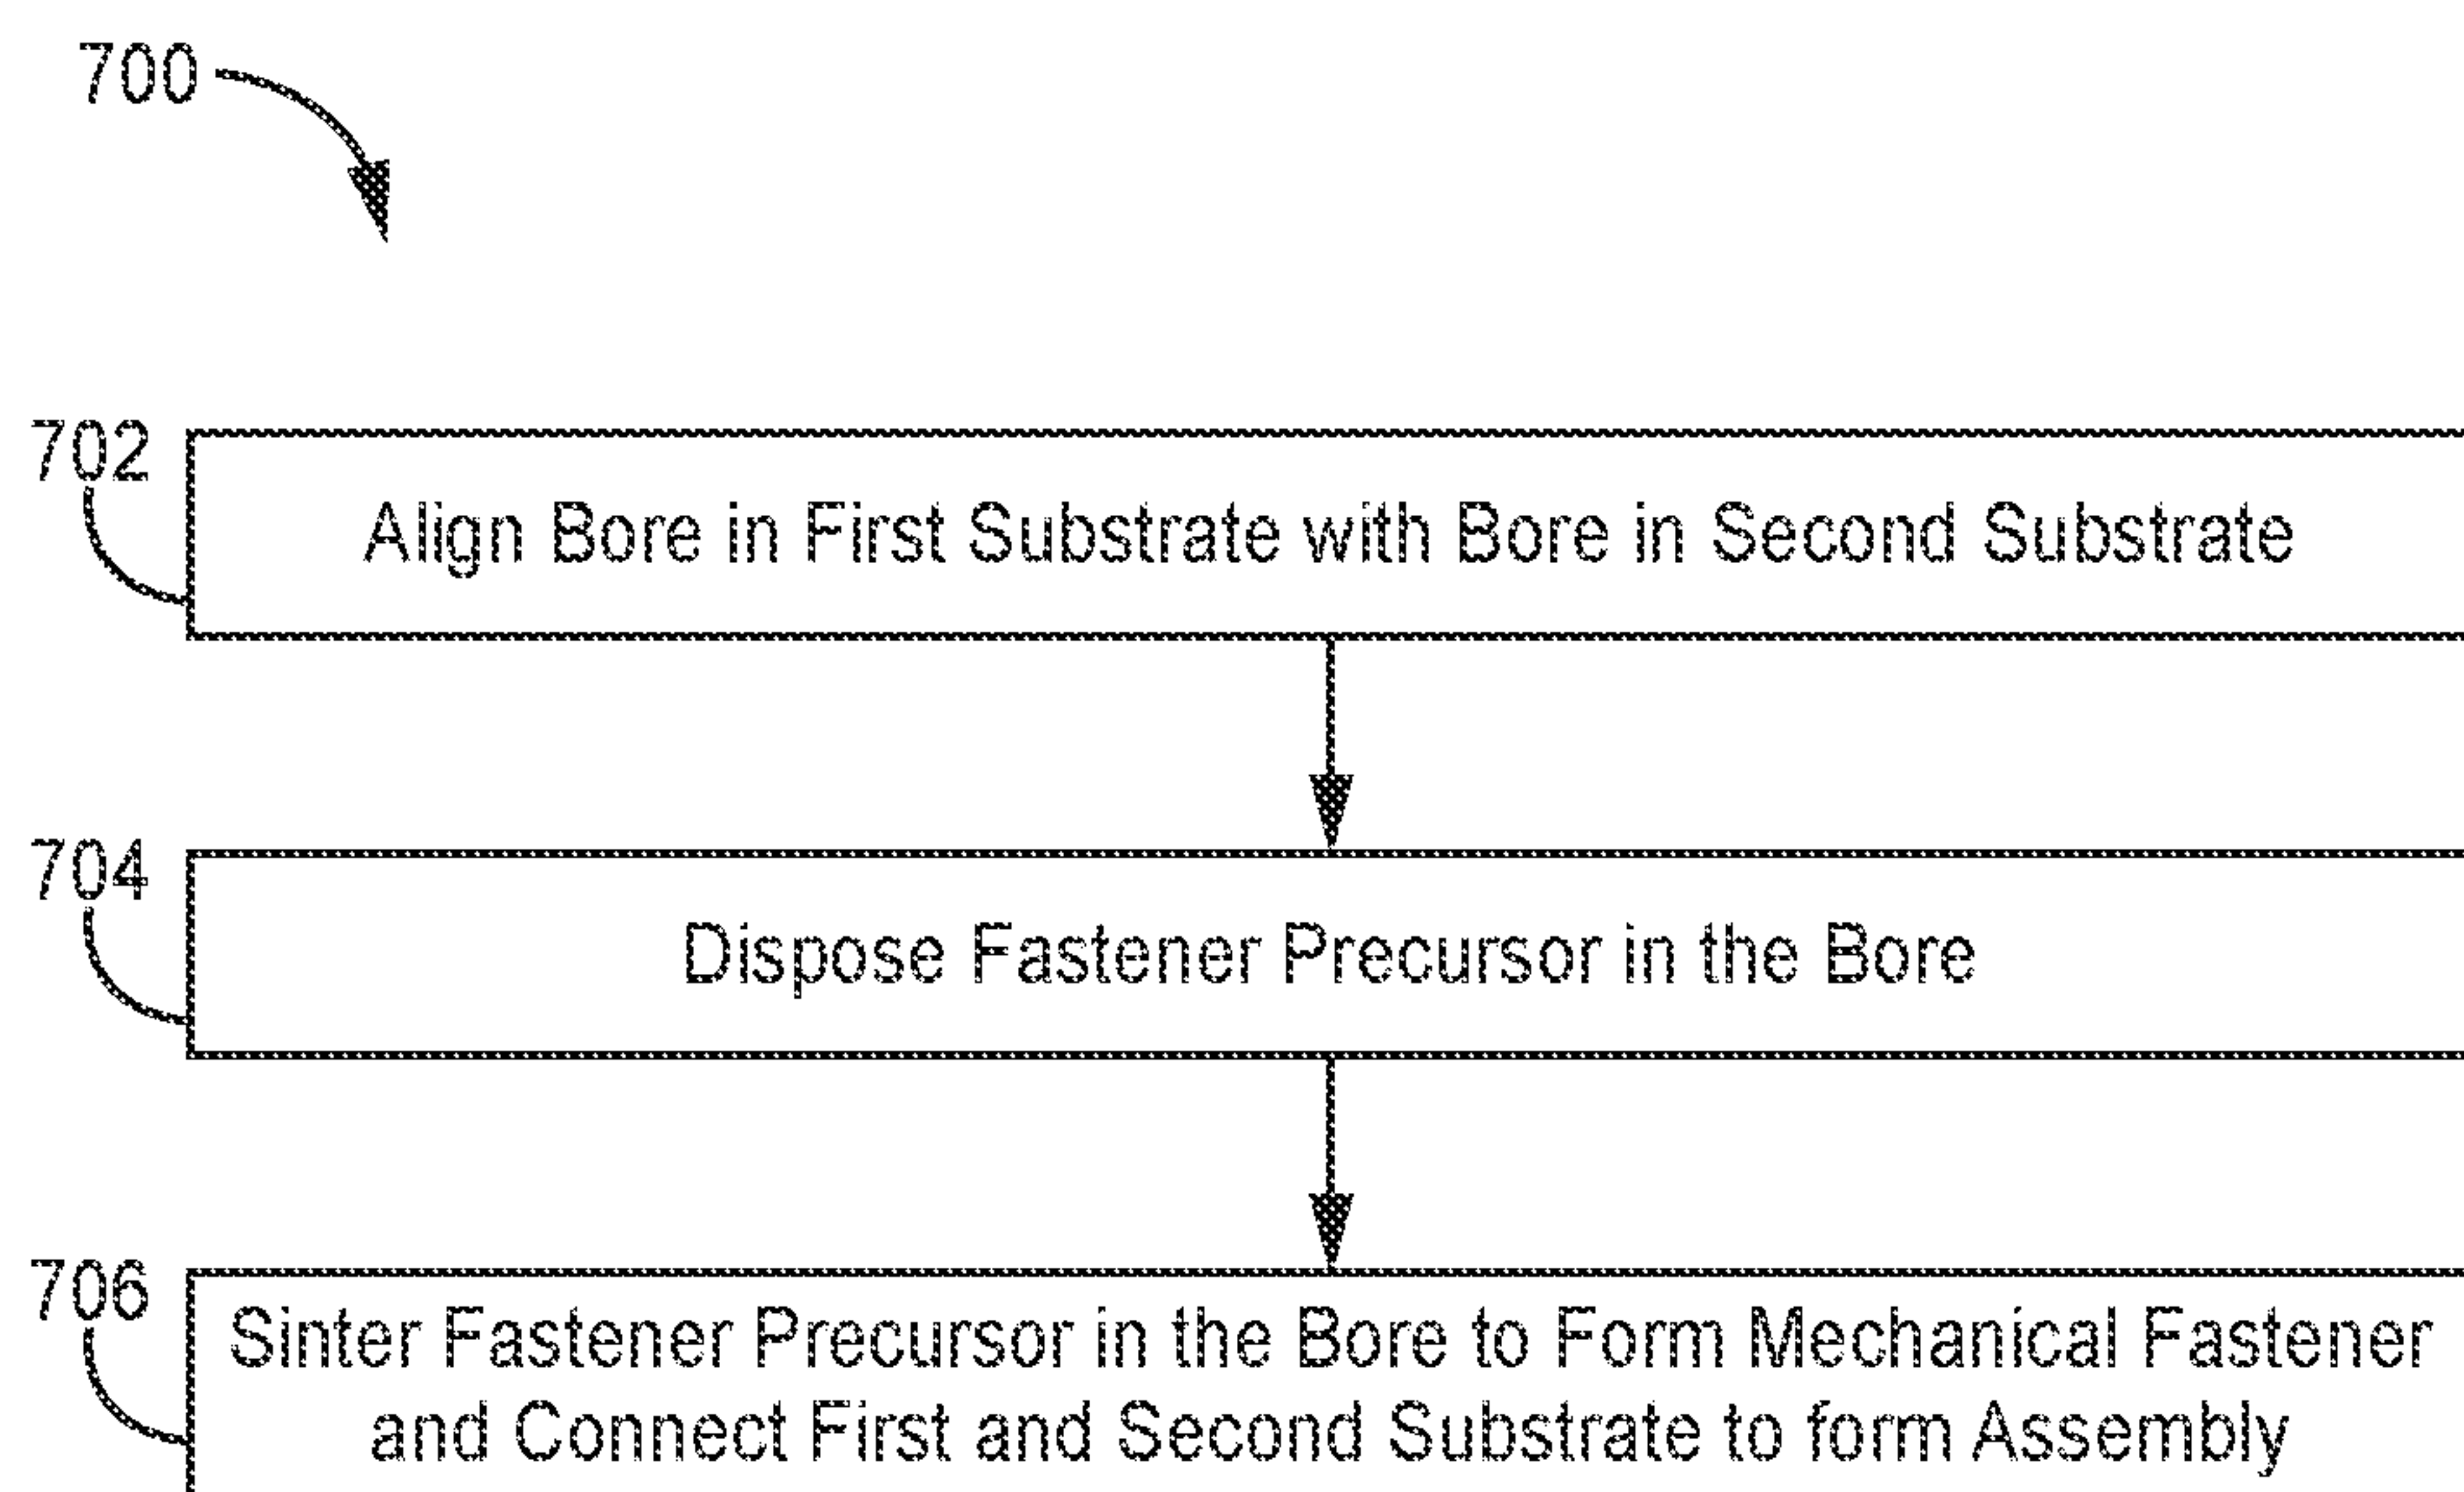 700
702
Align Bore in First Substrate with Bore in Second Substrate
704
Dispose Fastener Precursor in the Bore
706
Sinter Fastener Precursor in the Bore to Form Mechanical Fastener
and Connect First and Second Substrate to form Assembly